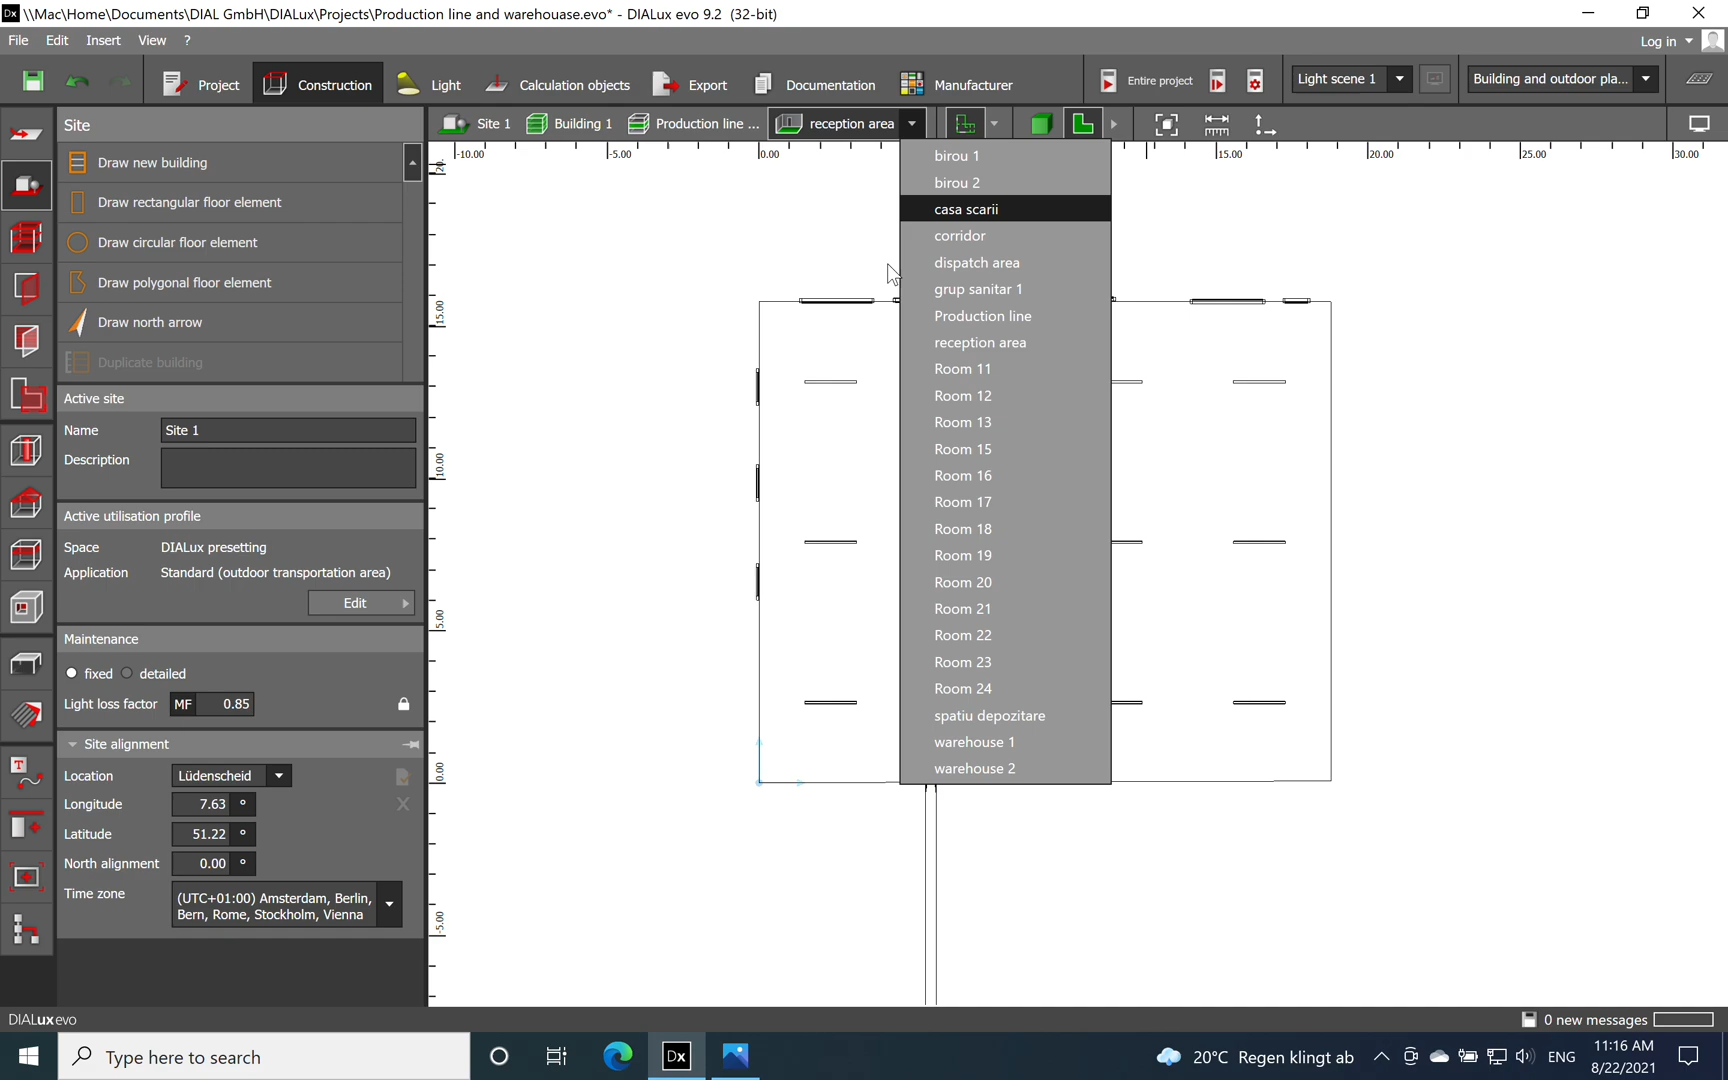 Dx \\Mac\Home\Documents\DIAL GmbH\DIALux\Projects\Production line and warehouase.evo* - DIALux evo 9.2 (32-bit)
File Edit Insert View ?
Log in
Project Construction Light Calculation objects Export Documentation Manufacturer Entire project Light scene 1 Building and outdoor pla...
Site
Site 1 Building 1 Production line ... reception area
-10.00 -5.00 0.00 15.00 20.00 25.00 30.00
Draw new building
Draw rectangular floor element
Draw circular floor element
Draw polygonal floor element
Draw north arrow
Duplicate building
Active site
Name Site 1
Description
Active utilisation profile
Space DIALux presetting
Application Standard (outdoor transportation area)
Edit
Maintenance
fixed detailed
Light loss factor MF 0.85
Site alignment
Location Lüdenscheid
Longitude 7.63 °
Latitude 51.22 °
North alignment 0.00 °
Time zone (UTC+01:00) Amsterdam, Berlin,
Bern, Rome, Stockholm, Vienna
15.00
10.00
5.00
0.00
-5.00
birou 1
birou 2
casa scarii
corridor
dispatch area
grup sanitar 1
Production line
reception area
Room 11
Room 12
Room 13
Room 15
Room 16
Room 17
Room 18
Room 19
Room 20
Room 21
Room 22
Room 23
Room 24
spatiu depozitare
warehouse 1
warehouse 2
DIALux evo
0 new messages
Type here to search
Dx
20°C Regen klingt ab
ENG
11:16 AM
8/22/2021